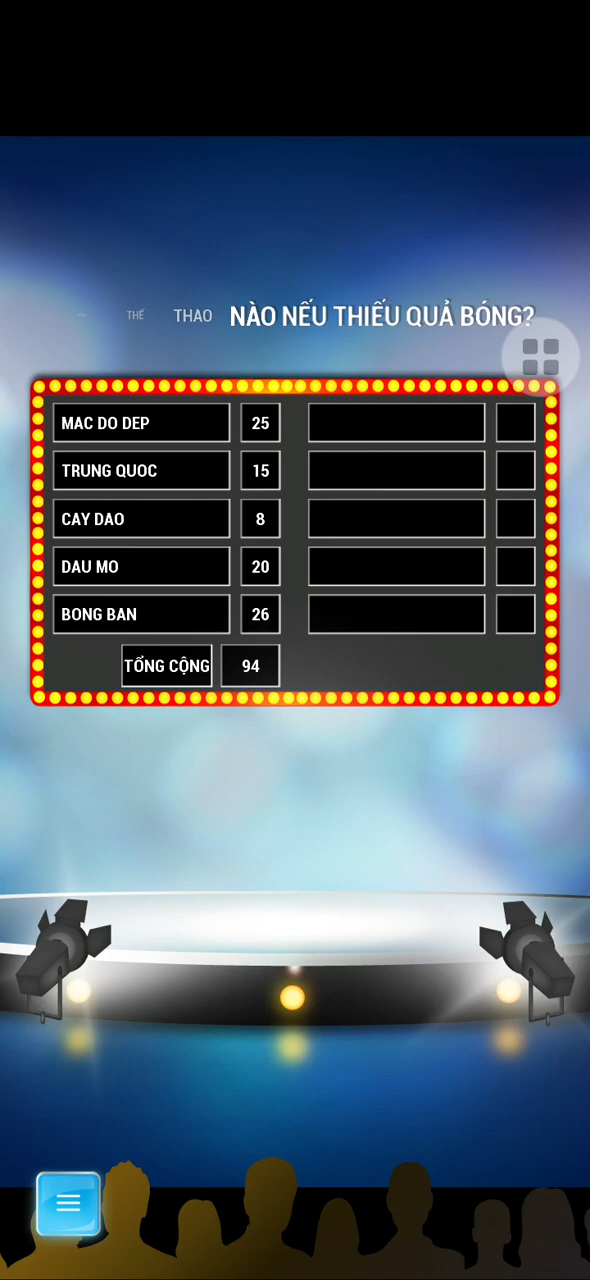 THẾ THAO NÀO NẾU THIẾU QUẢ BÓNG?
MAC DO DEP 25
TRUNG QUOC 15
CAY DAO 8
DAU MO 20
BONG BAN 26
TỔNG CỘNG 94